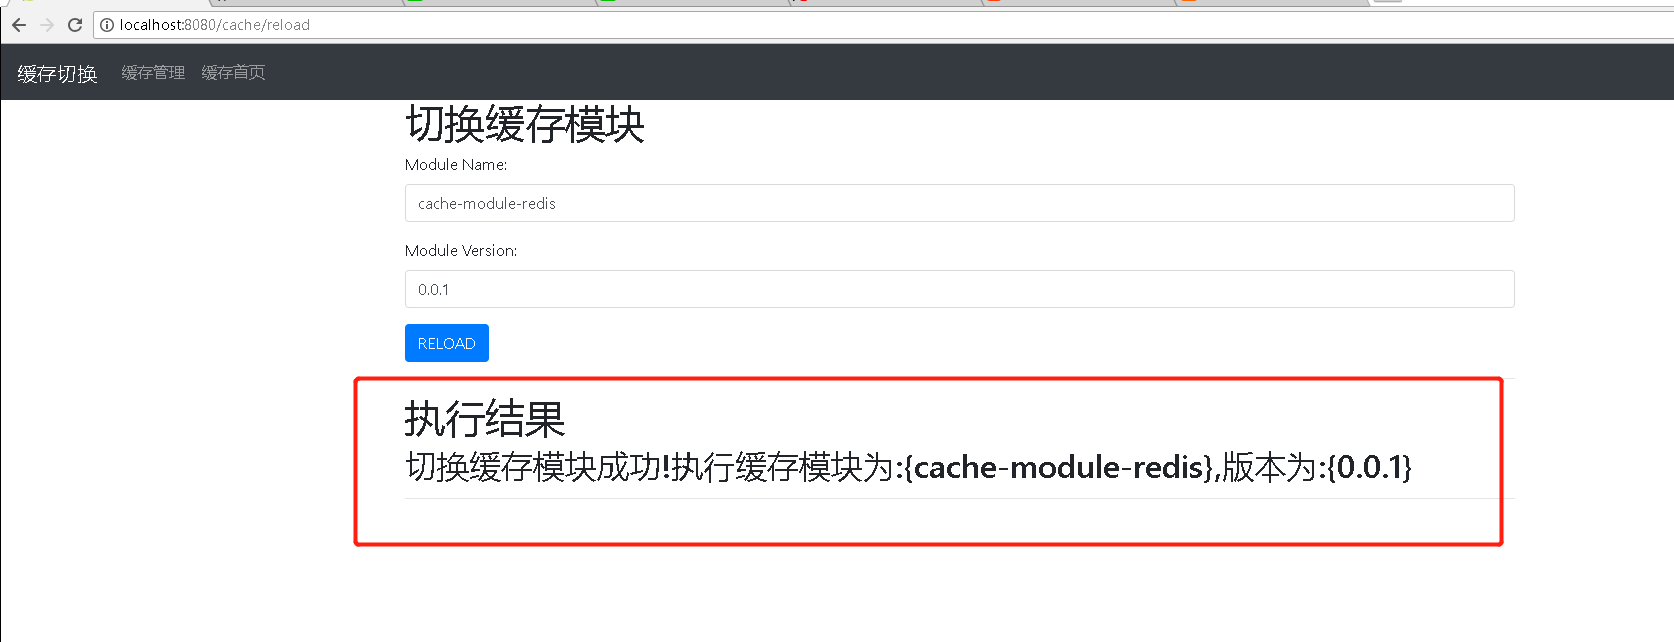 localhost:8080/cache/reload
缓存切换 缓存管理 缓存首页
切换缓存模块
Module Name:
cache-module-redis
Module Version:
0.0.1
RELOAD
执行结果
切换缓存模块成功!执行缓存模块为:{cache-module-redis},版本为:{0.0.1}